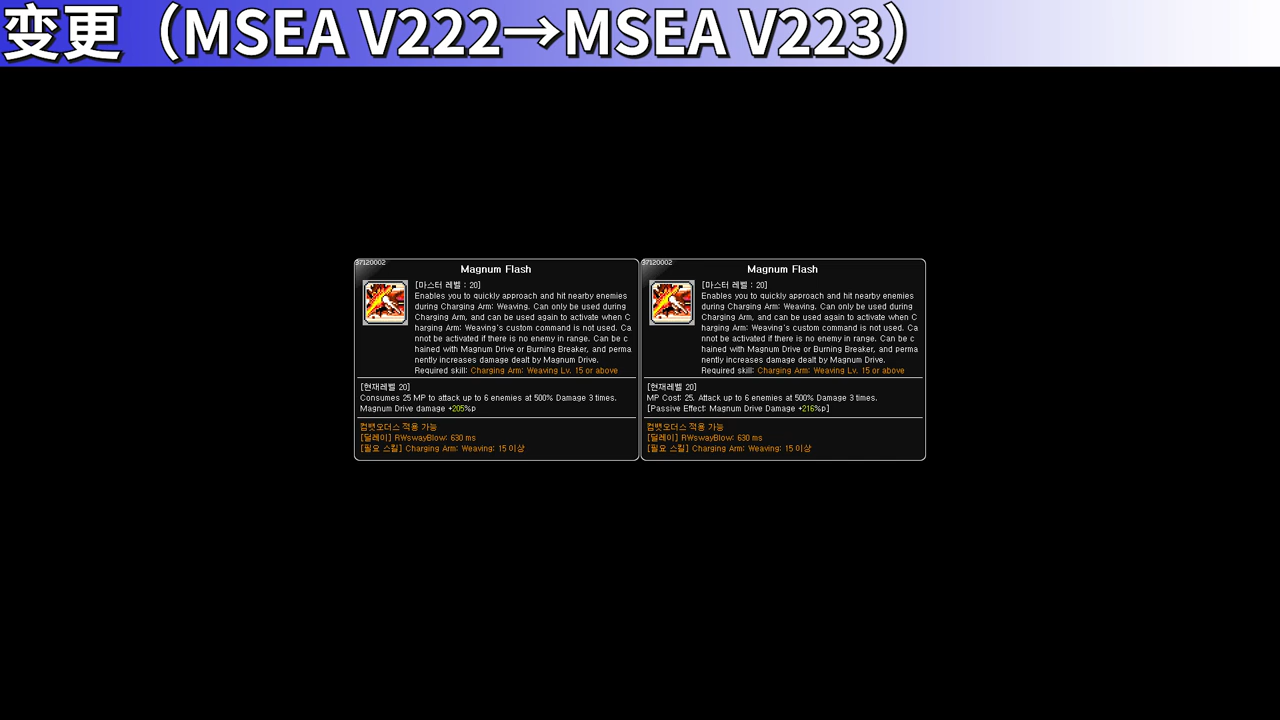 变更（MSEA V222→MSEA V223）
37120002
Magnum Flash
[마스터 레벨 : 20]
Enables you to quickly approach and hit nearby enemies
during Charging Arm: Weaving. Can only be used during
Charging Arm, and can be used again to activate when C
harging Arm: Weaving's custom command is not used. Ca
nnot be activated if there is no enemy in range. Can be c
hained with Magnum Drive or Burning Breaker, and perma
nently increases damage dealt by Magnum Drive.
Required skill: Charging Arm: Weaving Lv. 15 or above
[현재레벨 20]
Consumes 25 MP to attack up to 6 enemies at 500% Damage 3 times.
Magnum Drive damage +205%p
컴뱃오더스 적용 가능
[딜레이] RWswayBlow: 630 ms
[필요 스킬] Charging Arm: Weaving: 15 이상
37120002
Magnum Flash
[마스터 레벨 : 20]
Enables you to quickly approach and hit nearby enemies
during Charging Arm: Weaving. Can only be used during
Charging Arm, and can be used again to activate when C
harging Arm: Weaving's custom command is not used. Ca
nnot be activated if there is no enemy in range. Can be c
hained with Magnum Drive or Burning Breaker, and perma
nently increases damage dealt by Magnum Drive.
Required skill: Charging Arm: Weaving Lv. 15 or above
[현재레벨 20]
MP Cost: 25. Attack up to 6 enemies at 500% Damage 3 times.
[Passive Effect: Magnum Drive Damage +216%p]
컴뱃오더스 적용 가능
[딜레이] RWswayBlow: 630 ms
[필요 스킬] Charging Arm: Weaving: 15 이상